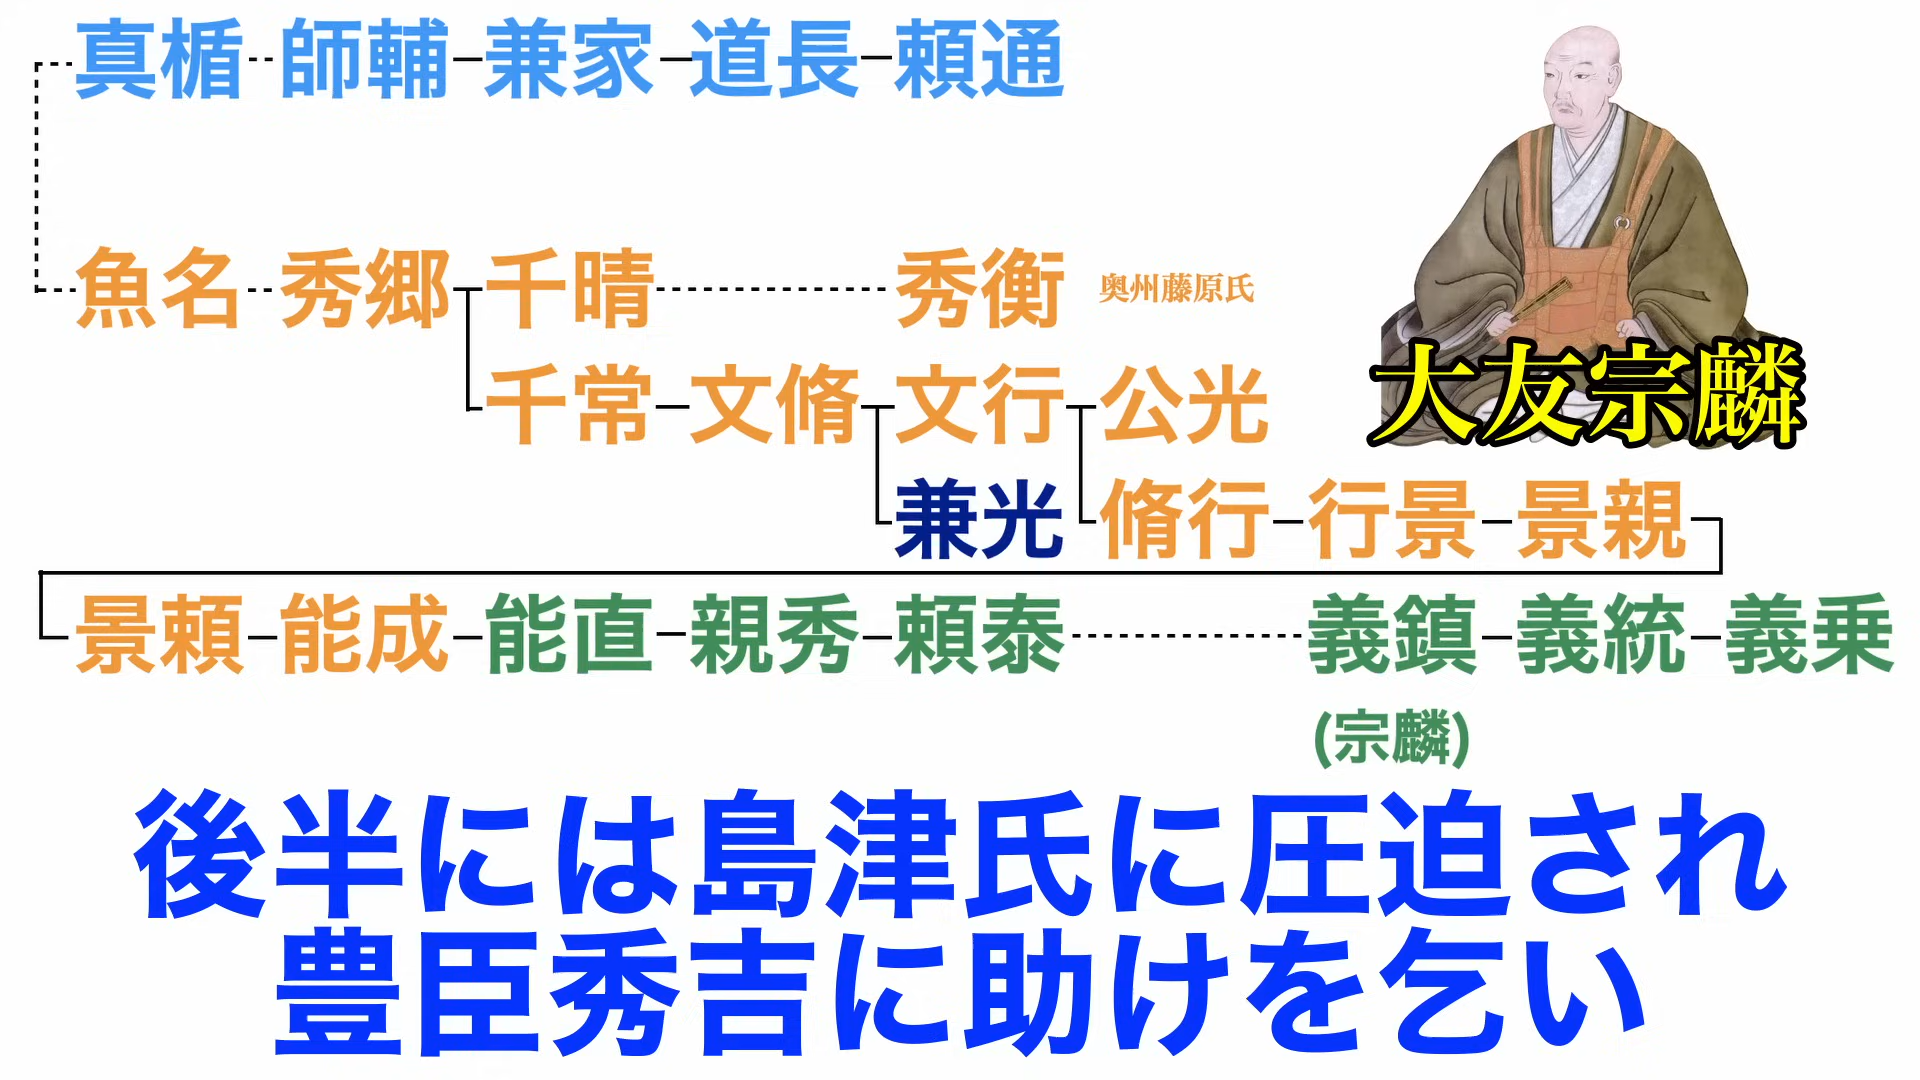 真楯 師輔 兼家 道長 頼通
魚名 秀郷 千晴 秀衡 奥州藤原氏
千常 文脩 文行 公光
大友宗麟
兼光 脩行 行景 景親
景頼 能成 能直 親秀 頼泰 義鎮 義統 義乗
(宗麟)
後半には島津氏に圧迫され
豊臣秀吉に助けを乞い